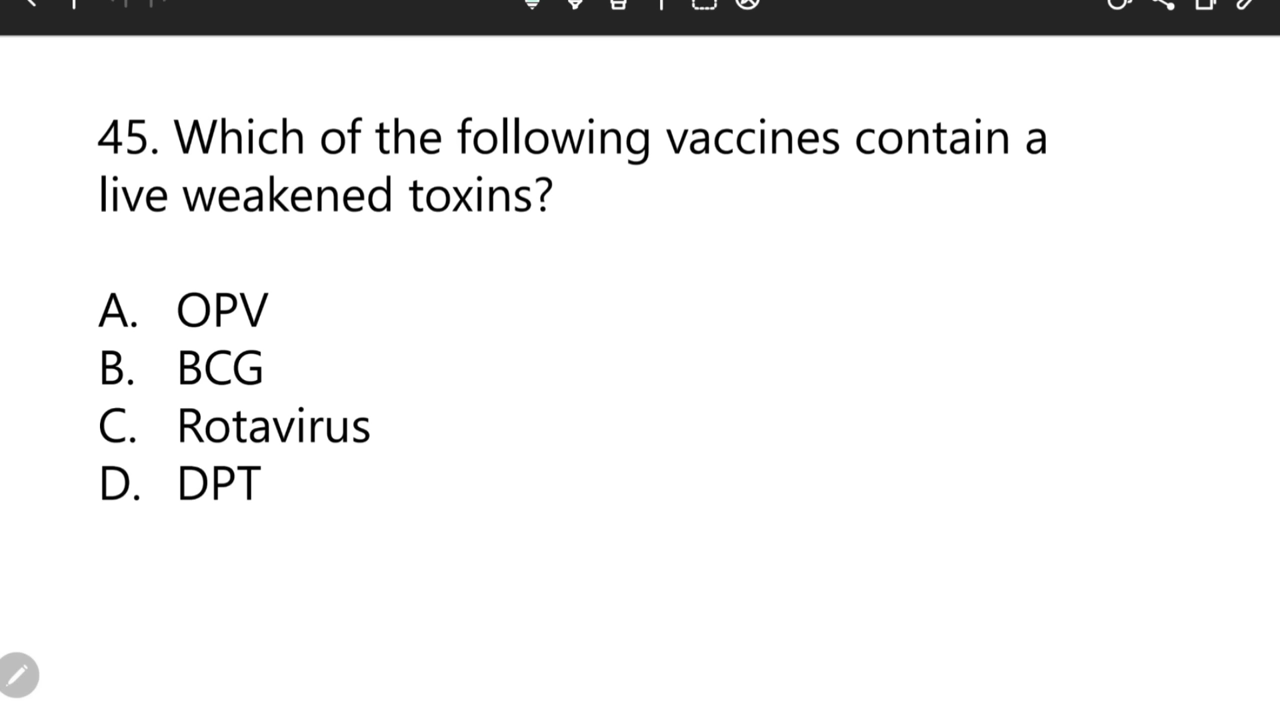 45. Which of the following vaccines contain a
live weakened toxins?
A. OPV
B. BCG
C. Rotavirus
D. DPT